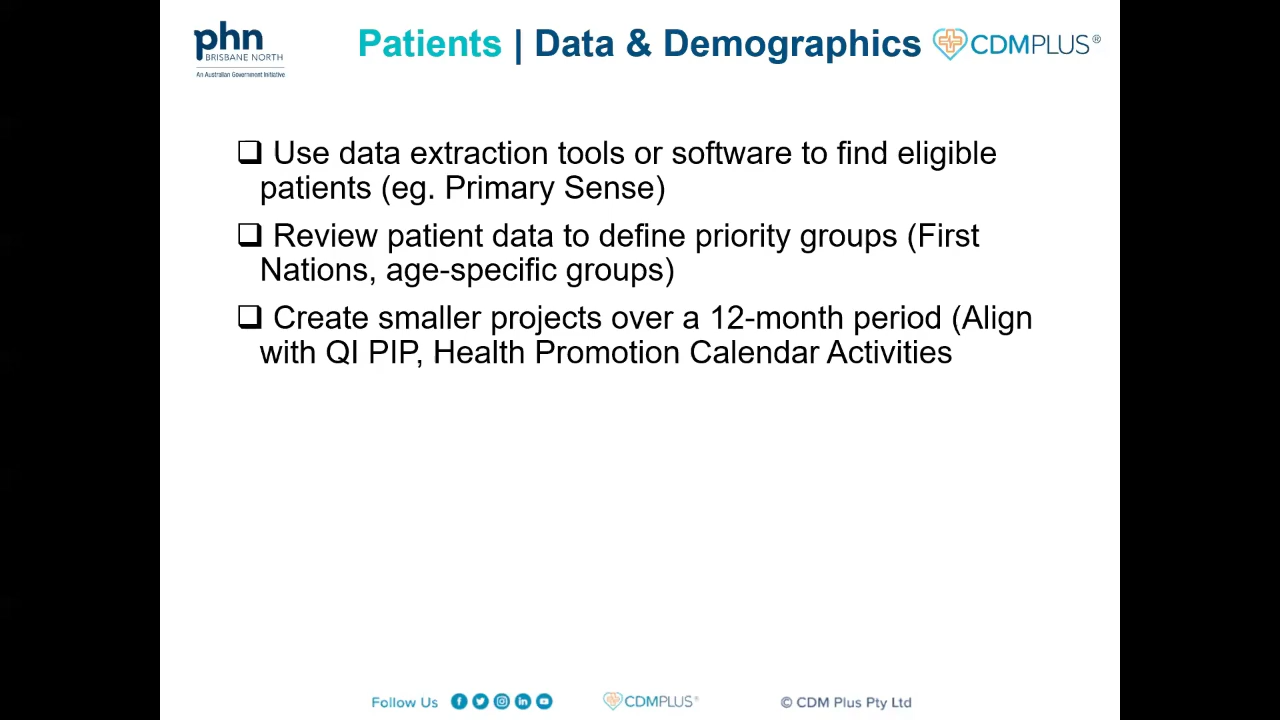 phn
BRISBANE NORTH
An Australian Government Initiative
Patients | Data & Demographics
CDMPLUS®
Use data extraction tools or software to find eligible
patients (eg. Primary Sense)
Review patient data to define priority groups (First
Nations, age-specific groups)
Create smaller projects over a 12-month period (Align
with QI PIP, Health Promotion Calendar Activities
Follow Us
CDMPLUS®
© CDM Plus Pty Ltd